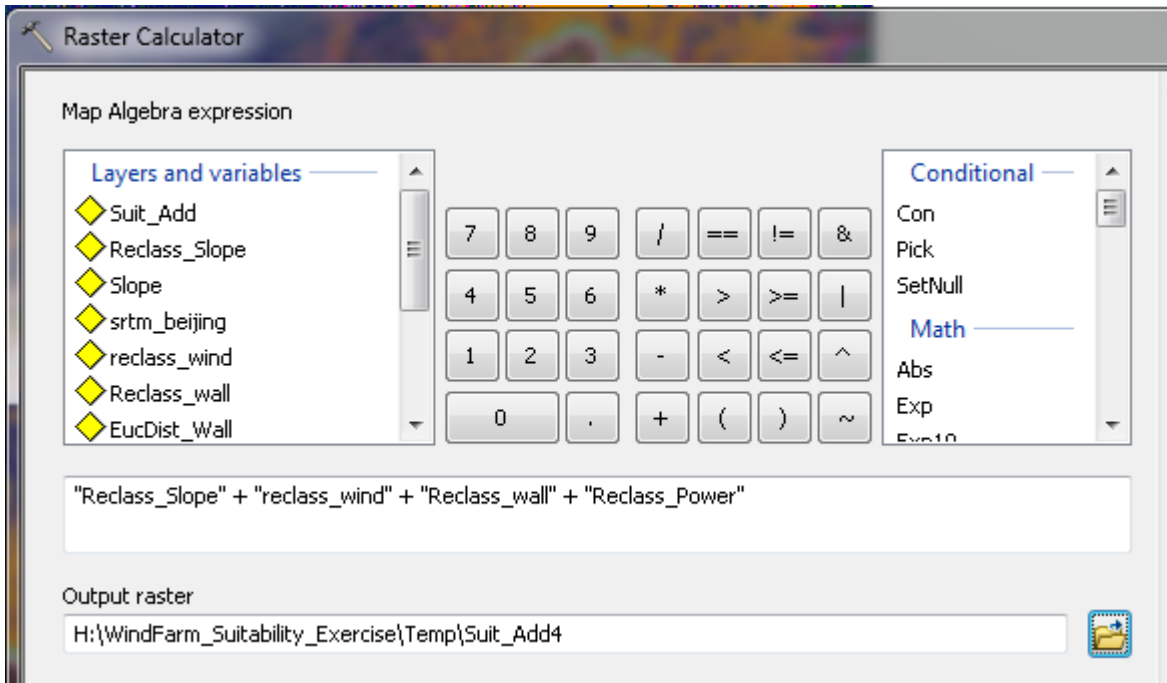 Raster Calculator
Map Algebra expression
Layers and variables
Suit_Add
Reclass_Slope
Slope
srtm_beijing
reclass_wind
Reclass_wall
EucDist_Wall
7 8 9 / == != &
4 5 6 * > >= |
1 2 3 - < <= ^
0 . + ( ) ~
Conditional
Con
Pick
SetNull
Math
Abs
Exp
Exp10
"Reclass_Slope" + "reclass_wind" + "Reclass_wall" + "Reclass_Power"
Output raster
H:\WindFarm_Suitability_Exercise\Temp\Suit_Add4